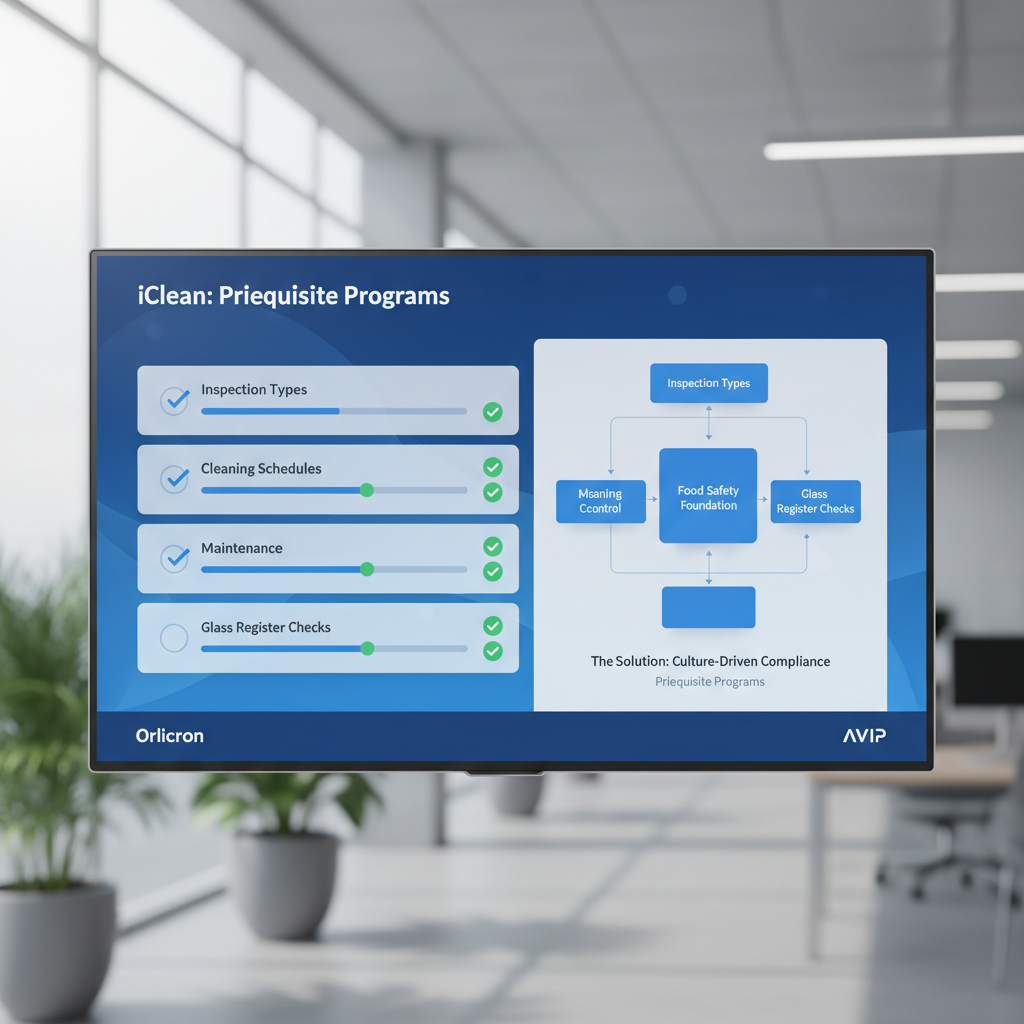 iClean: Priequisite Programs
Inspection Types
Cleaning Schedules
Maintenance
Glass Register Checks
Inspection Types
Msaning
Ccontrol
Food Safety
Foundation
Glass
Register Checks
The Solution: Culture-Driven Compliance
Priequisite Programs
Orlicron
AVIP